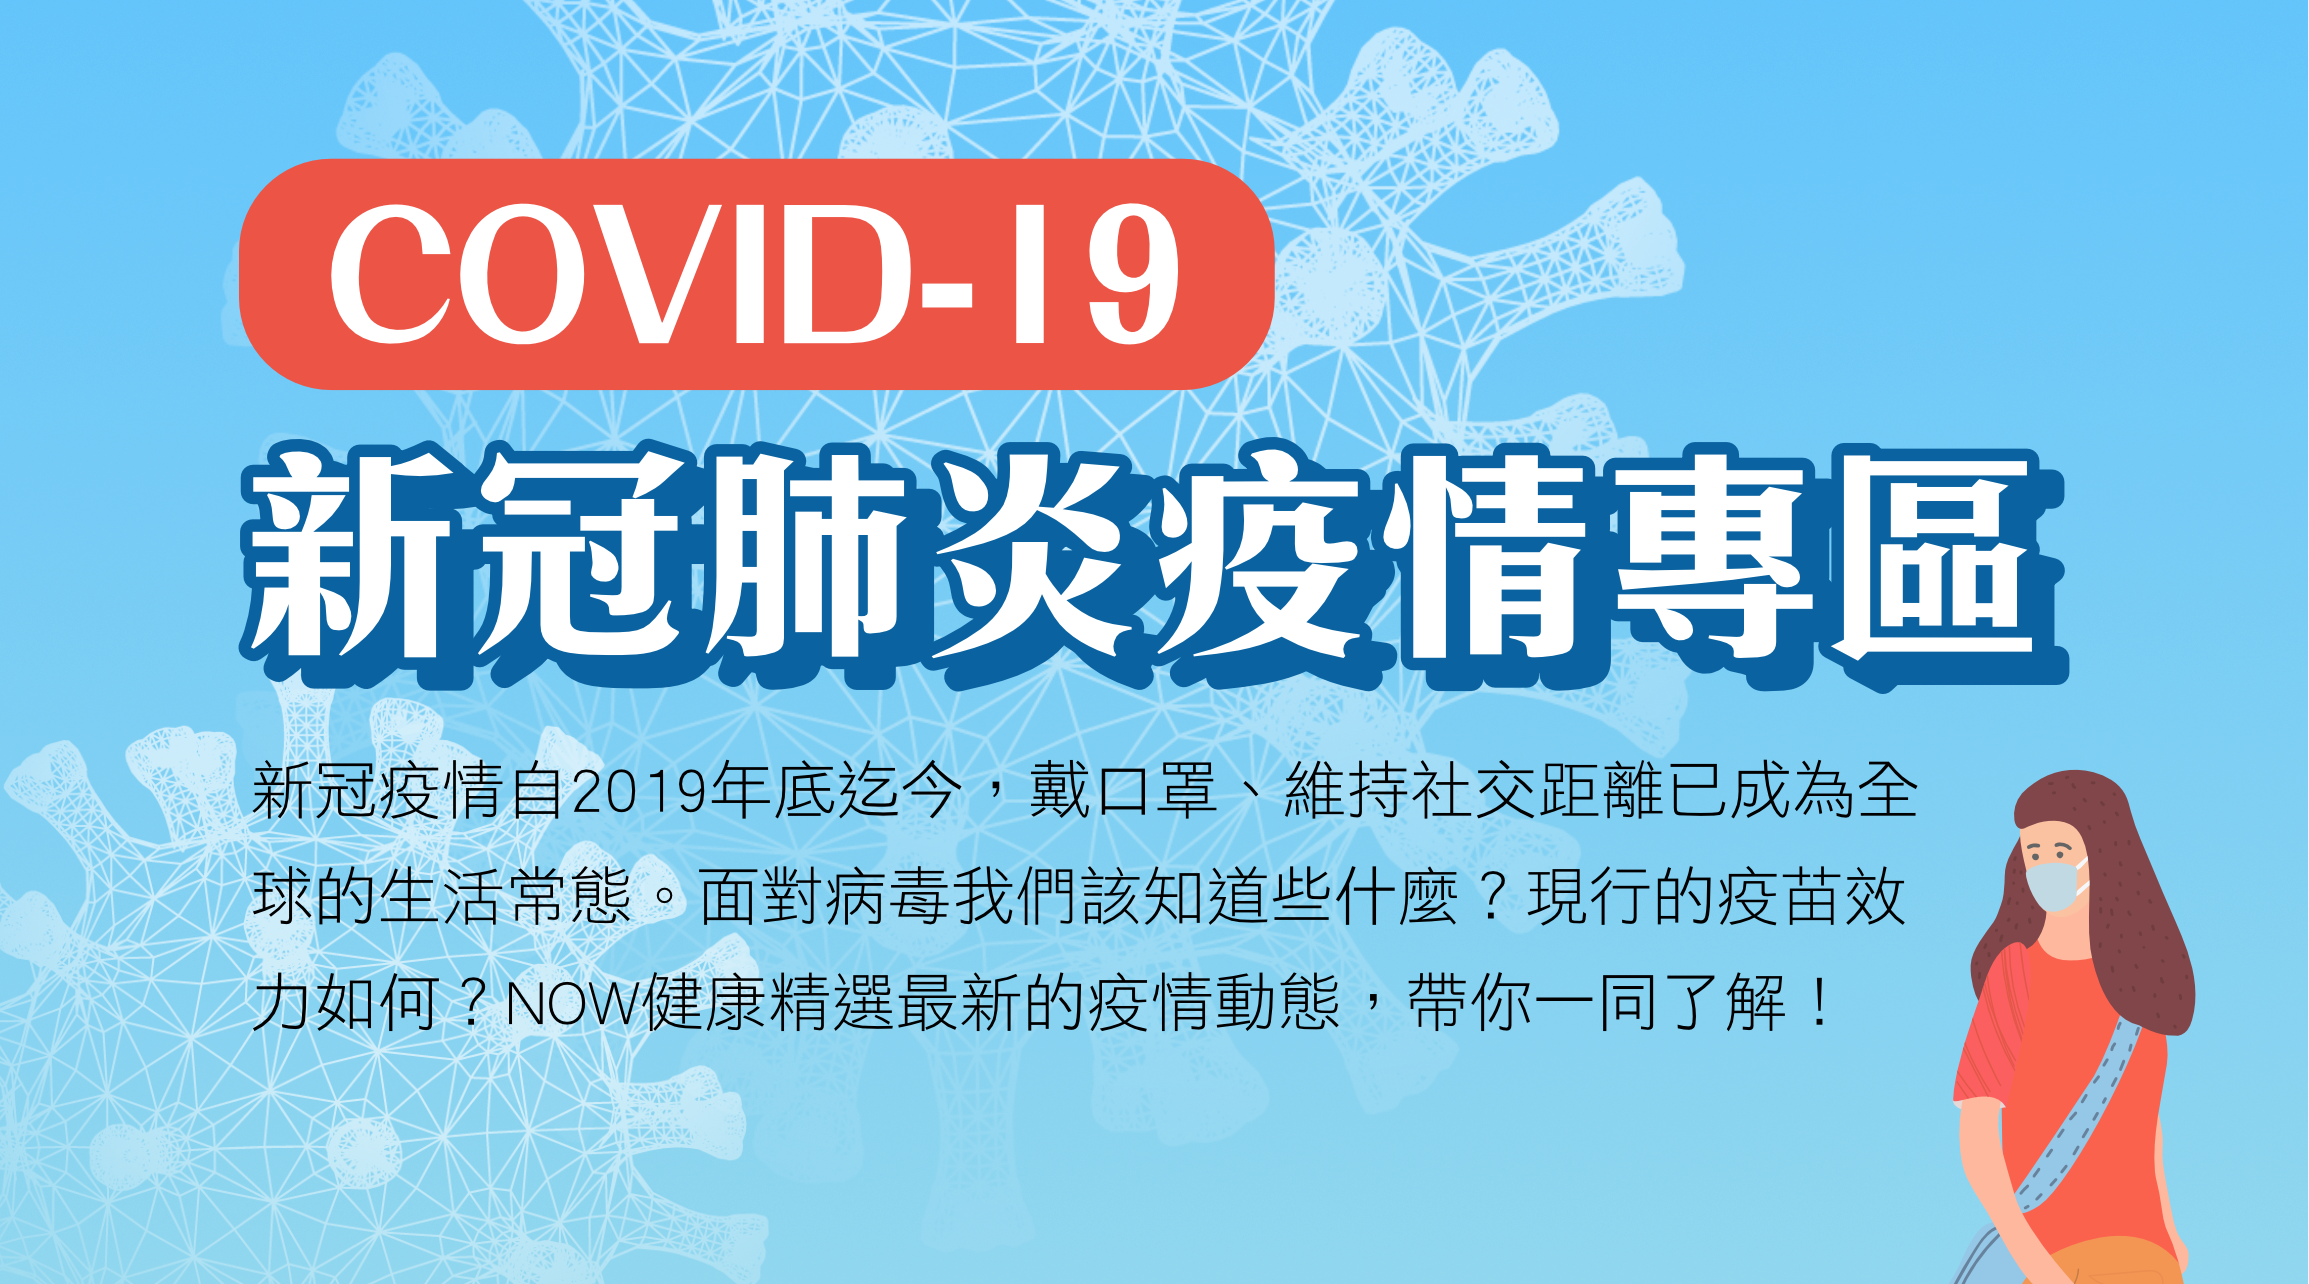 COVID-19
新冠肺炎疫情專區
新冠疫情自2019年底迄今，戴口罩、維持社交距離已成為全
球的生活常態。面對病毒我們該知道些什麼？現行的疫苗效
力如何？NOW健康精選最新的疫情動態，帶你一同了解！